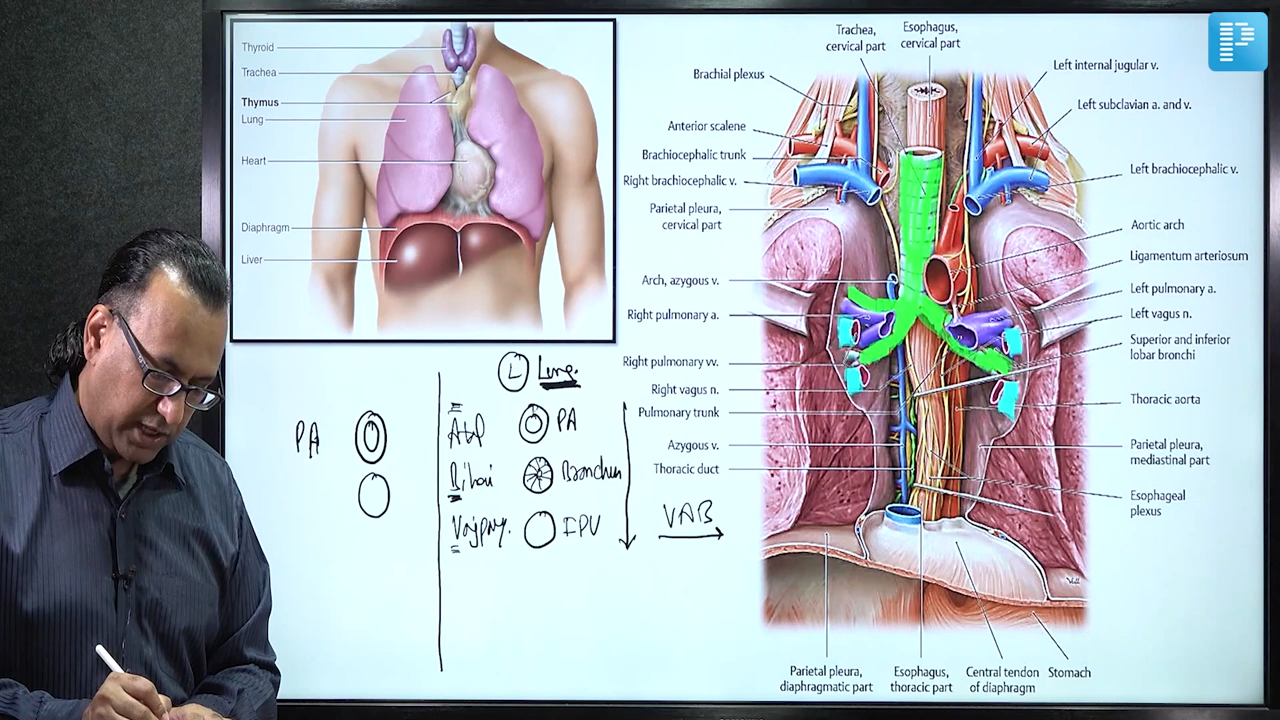 Thyroid
Trachea
Thymus
Lung
Heart
Diaphragm
Liver
Trachea,
cervical part
Esophagus,
cervical part
Brachial plexus
Anterior scalene
Brachiocephalic trunk
Right brachiocephalic v.
Parietal pleura,
cervical part
Arch, azygous v.
Right pulmonary a.
Right pulmonary vv.
Right vagus n.
Pulmonary trunk
Azygous v.
Thoracic duct
Left internal jugular v.
Left subclavian a. and v.
Left brachiocephalic v.
Aortic arch
Ligamentum arteriosum
Left pulmonary a.
Left vagus n.
Superior and inferior
lobar bronchi
Thoracic aorta
Parietal pleura,
mediastinal part
Esophageal
plexus
Parietal pleura,
diaphragmatic part
Esophagus,
thoracic part
Central tendon
of diaphragm
Stomach
L Lung.
PA
PA
Bihari Bronchus
VAB
P